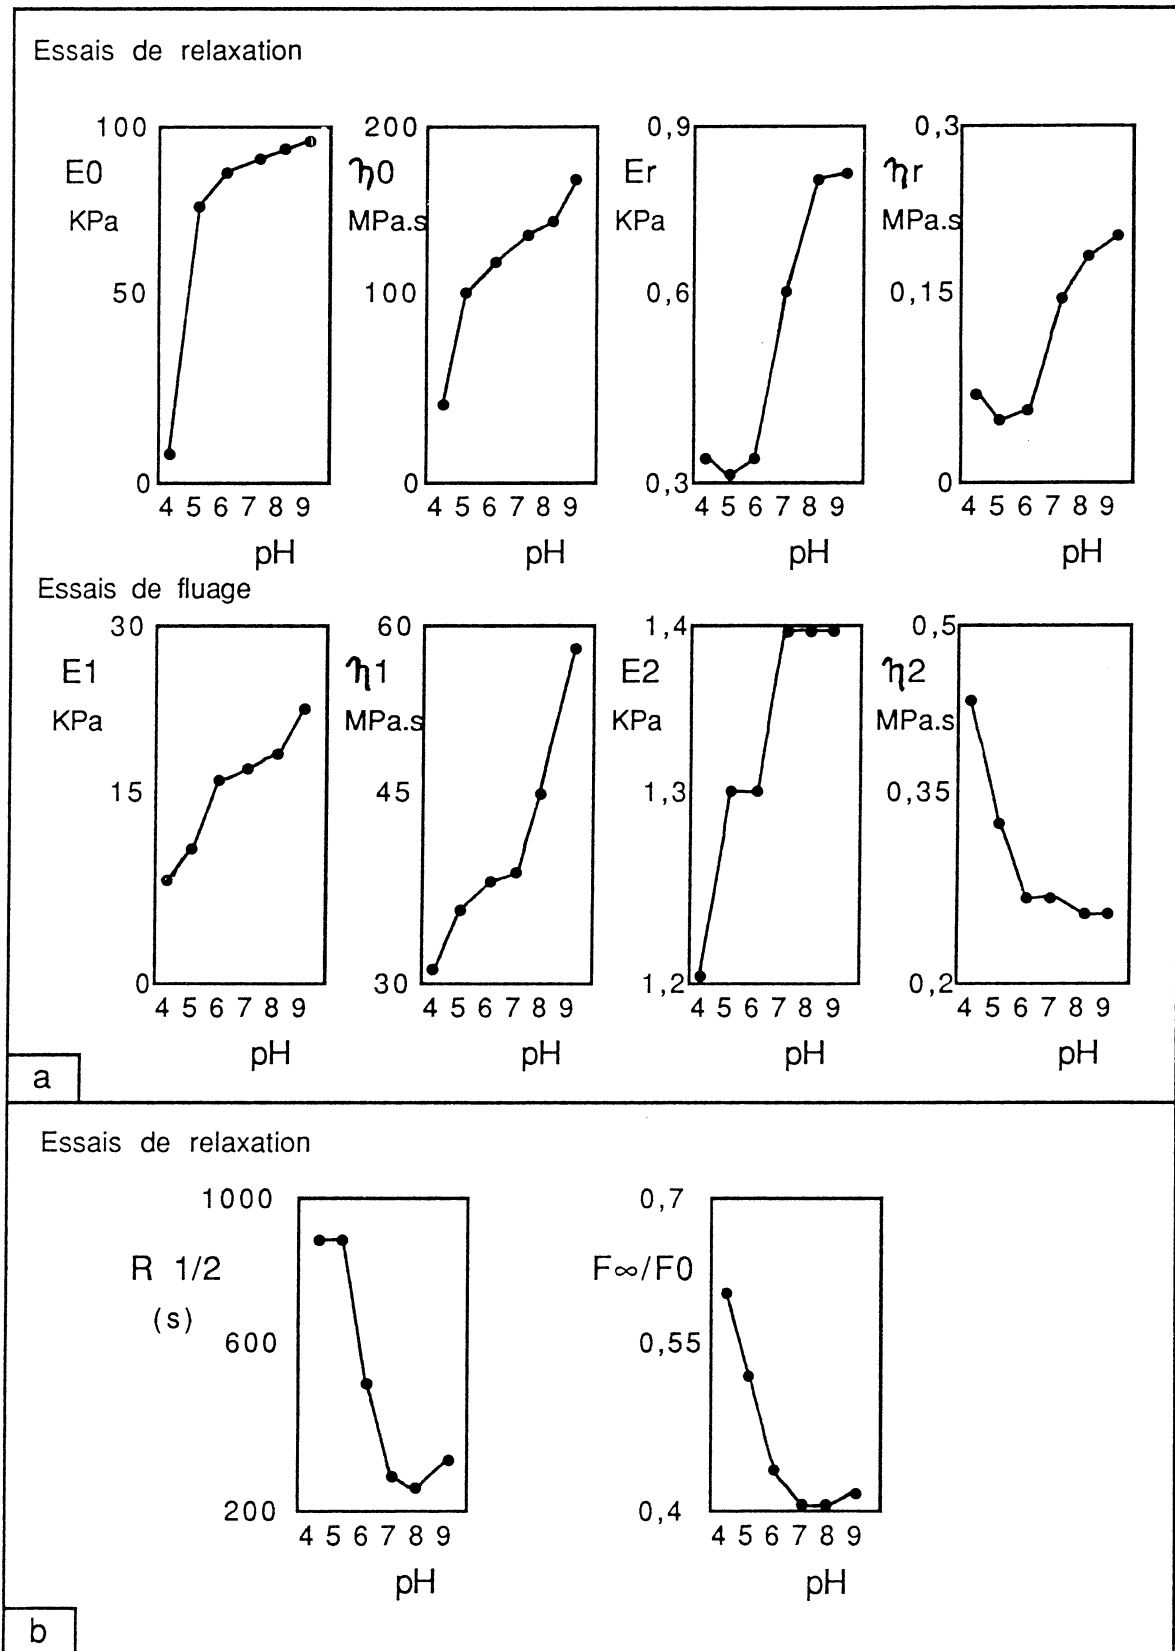 Essais de relaxation
100
E0
KPa
50
0
4 5 6 7 8 9
pH
200
η0
MPa.s
100
0
4 5 6 7 8 9
pH
0,9
Er
KPa
0,6
0,3
4 5 6 7 8 9
pH
0,3
ηr
MPa.s
0,15
0
4 5 6 7 8 9
pH
Essais de fluage
30
E1
KPa
15
0
4 5 6 7 8 9
pH
60
η1
MPa.s
45
30
4 5 6 7 8 9
pH
1,4
E2
KPa
1,3
1,2
4 5 6 7 8 9
pH
0,5
η2
MPa.s
0,35
0,2
4 5 6 7 8 9
pH
a
Essais de relaxation
1000
R 1/2
(s)
600
200
4 5 6 7 8 9
pH
0,7
F∞/F0
0,55
0,4
4 5 6 7 8 9
pH
b